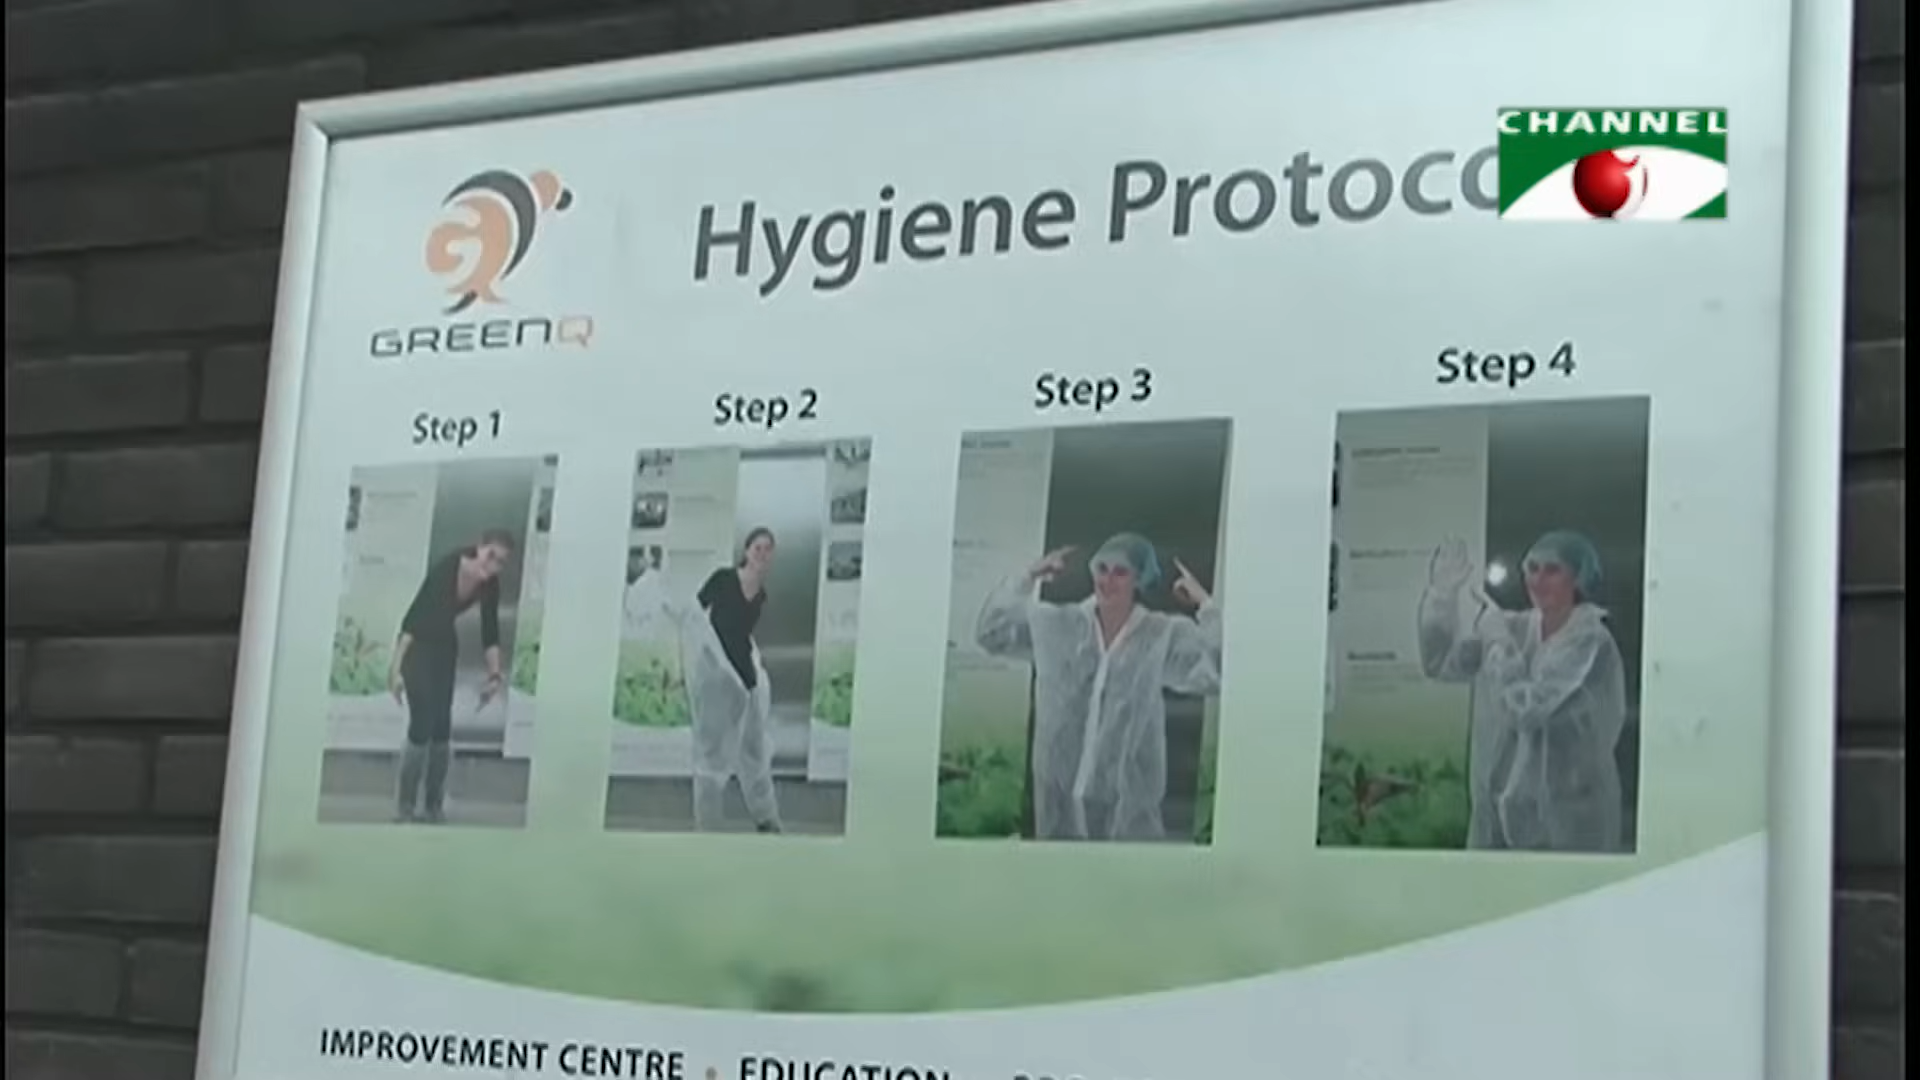 CHANNEL
Hygiene Protoco
GREENQ
Step 1
Step 2
Step 3
Step 4
IMPROVEMENT CENTRE • EDUCATION